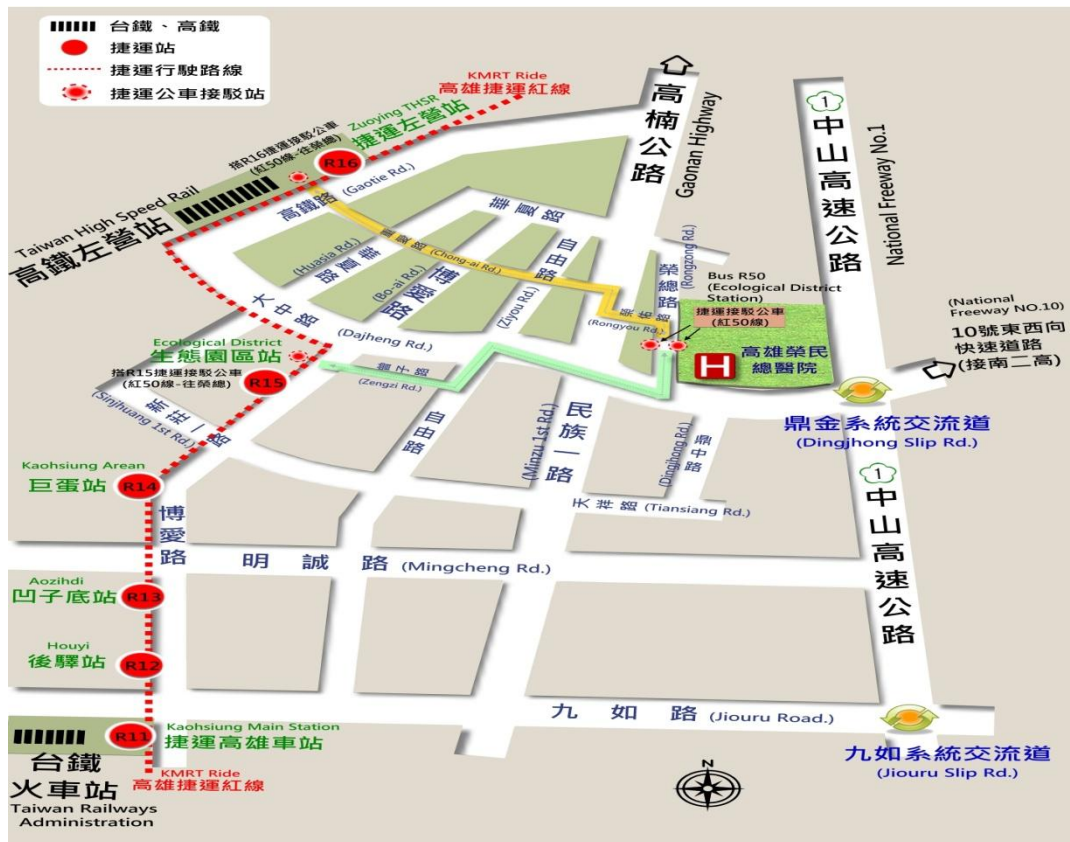 台鐵、高鐵
捷運站
捷運行駛路線
捷運公車接駁站
KMRT Ride
高雄捷運紅線
Zuoying THSR
捷運左營站
搭R16捷運接駁公車
(紅50線-往榮總)
R16
Taiwan High Speed Rail
高鐵左營站
高鐵路
(Gaotie Rd.)
高楠公路
Gaonan Highway
1
中山高速公路
National Freeway No.1
華夏路
華夏路
(Huasia Rd.)
重愛路
(Chong-ai Rd.)
博愛路
(Bo-ai Rd.)
自由路
(Ziyou Rd.)
大中路
(Dajheng Rd.)
榮總路
(Rongzong Rd.)
榮佑路
(Rongyou Rd.)
Bus R50
(Ecological District
Station)
捷運接駁公車
(紅50線)
H
高雄榮民
總醫院
(National
Freeway NO.10)
10號東西向
快速道路
(接南二高)
Ecological District
生態園區站
搭R15捷運接駁公車
(紅50線-往榮總)
R15
(Zengzi Rd.)
新莊一路
(Sinjhuang 1st Rd.)
自由路
民族一路
(Minzu 1st Rd.)
鼎中路
(Dingjhong Rd.)
鼎金系統交流道
(Dingjhong Slip Rd.)
Kaohsiung Arean
巨蛋站
R14
博愛路
天祥路 (Tiansiang Rd.)
1
中山高速公路
明誠路 (Mingcheng Rd.)
Aozihdi
凹子底站
R13
Houyi
後驛站
R12
九如路 (Jiouru Road.)
Kaohsiung Main Station
R11
捷運高雄車站
九如系統交流道
(Jiouru Slip Rd.)
台鐵
火車站
Taiwan Railways
Administration
KMRT Ride
高雄捷運紅線
N